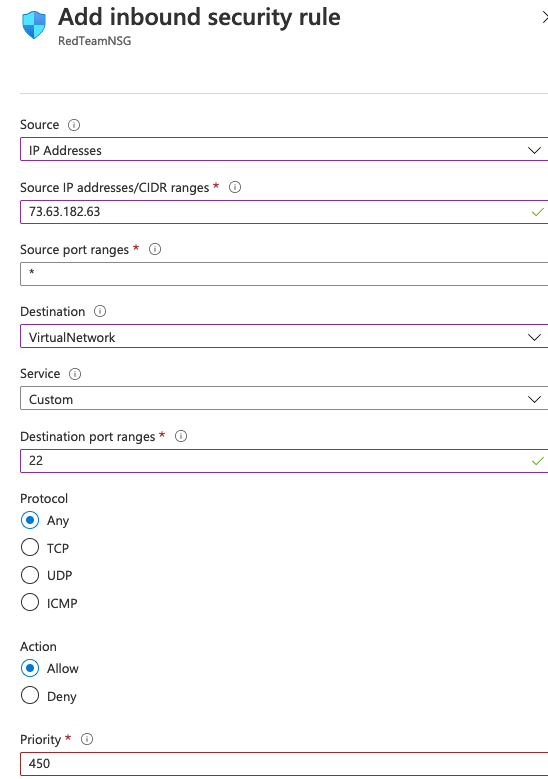 Add inbound security rule
RedTeamNSG
Source
IP Addresses
Source IP addresses/CIDR ranges *
73.63.182.63
Source port ranges *
*
Destination
VirtualNetwork
Service
Custom
Destination port ranges *
22
Protocol
Any
TCP
UDP
ICMP
Action
Allow
Deny
Priority *
450